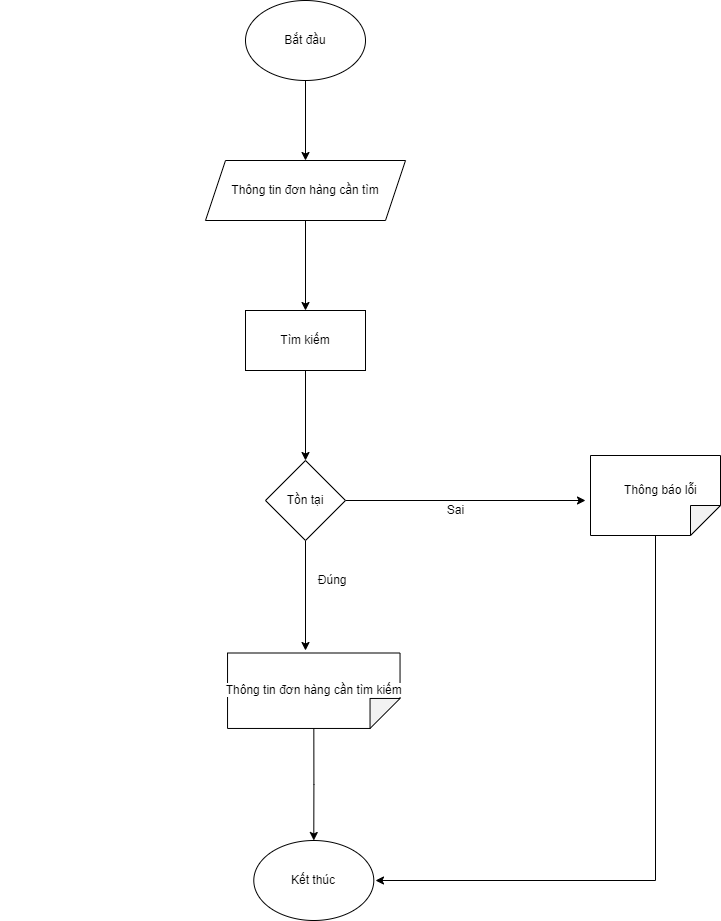 Bắt đầu
Thông tin đơn hàng cần tìm
Tìm kiếm
Tồn tại
Sai
Thông báo lỗi
Đúng
Thông tin đơn hàng cần tìm kiếm
Kết thúc